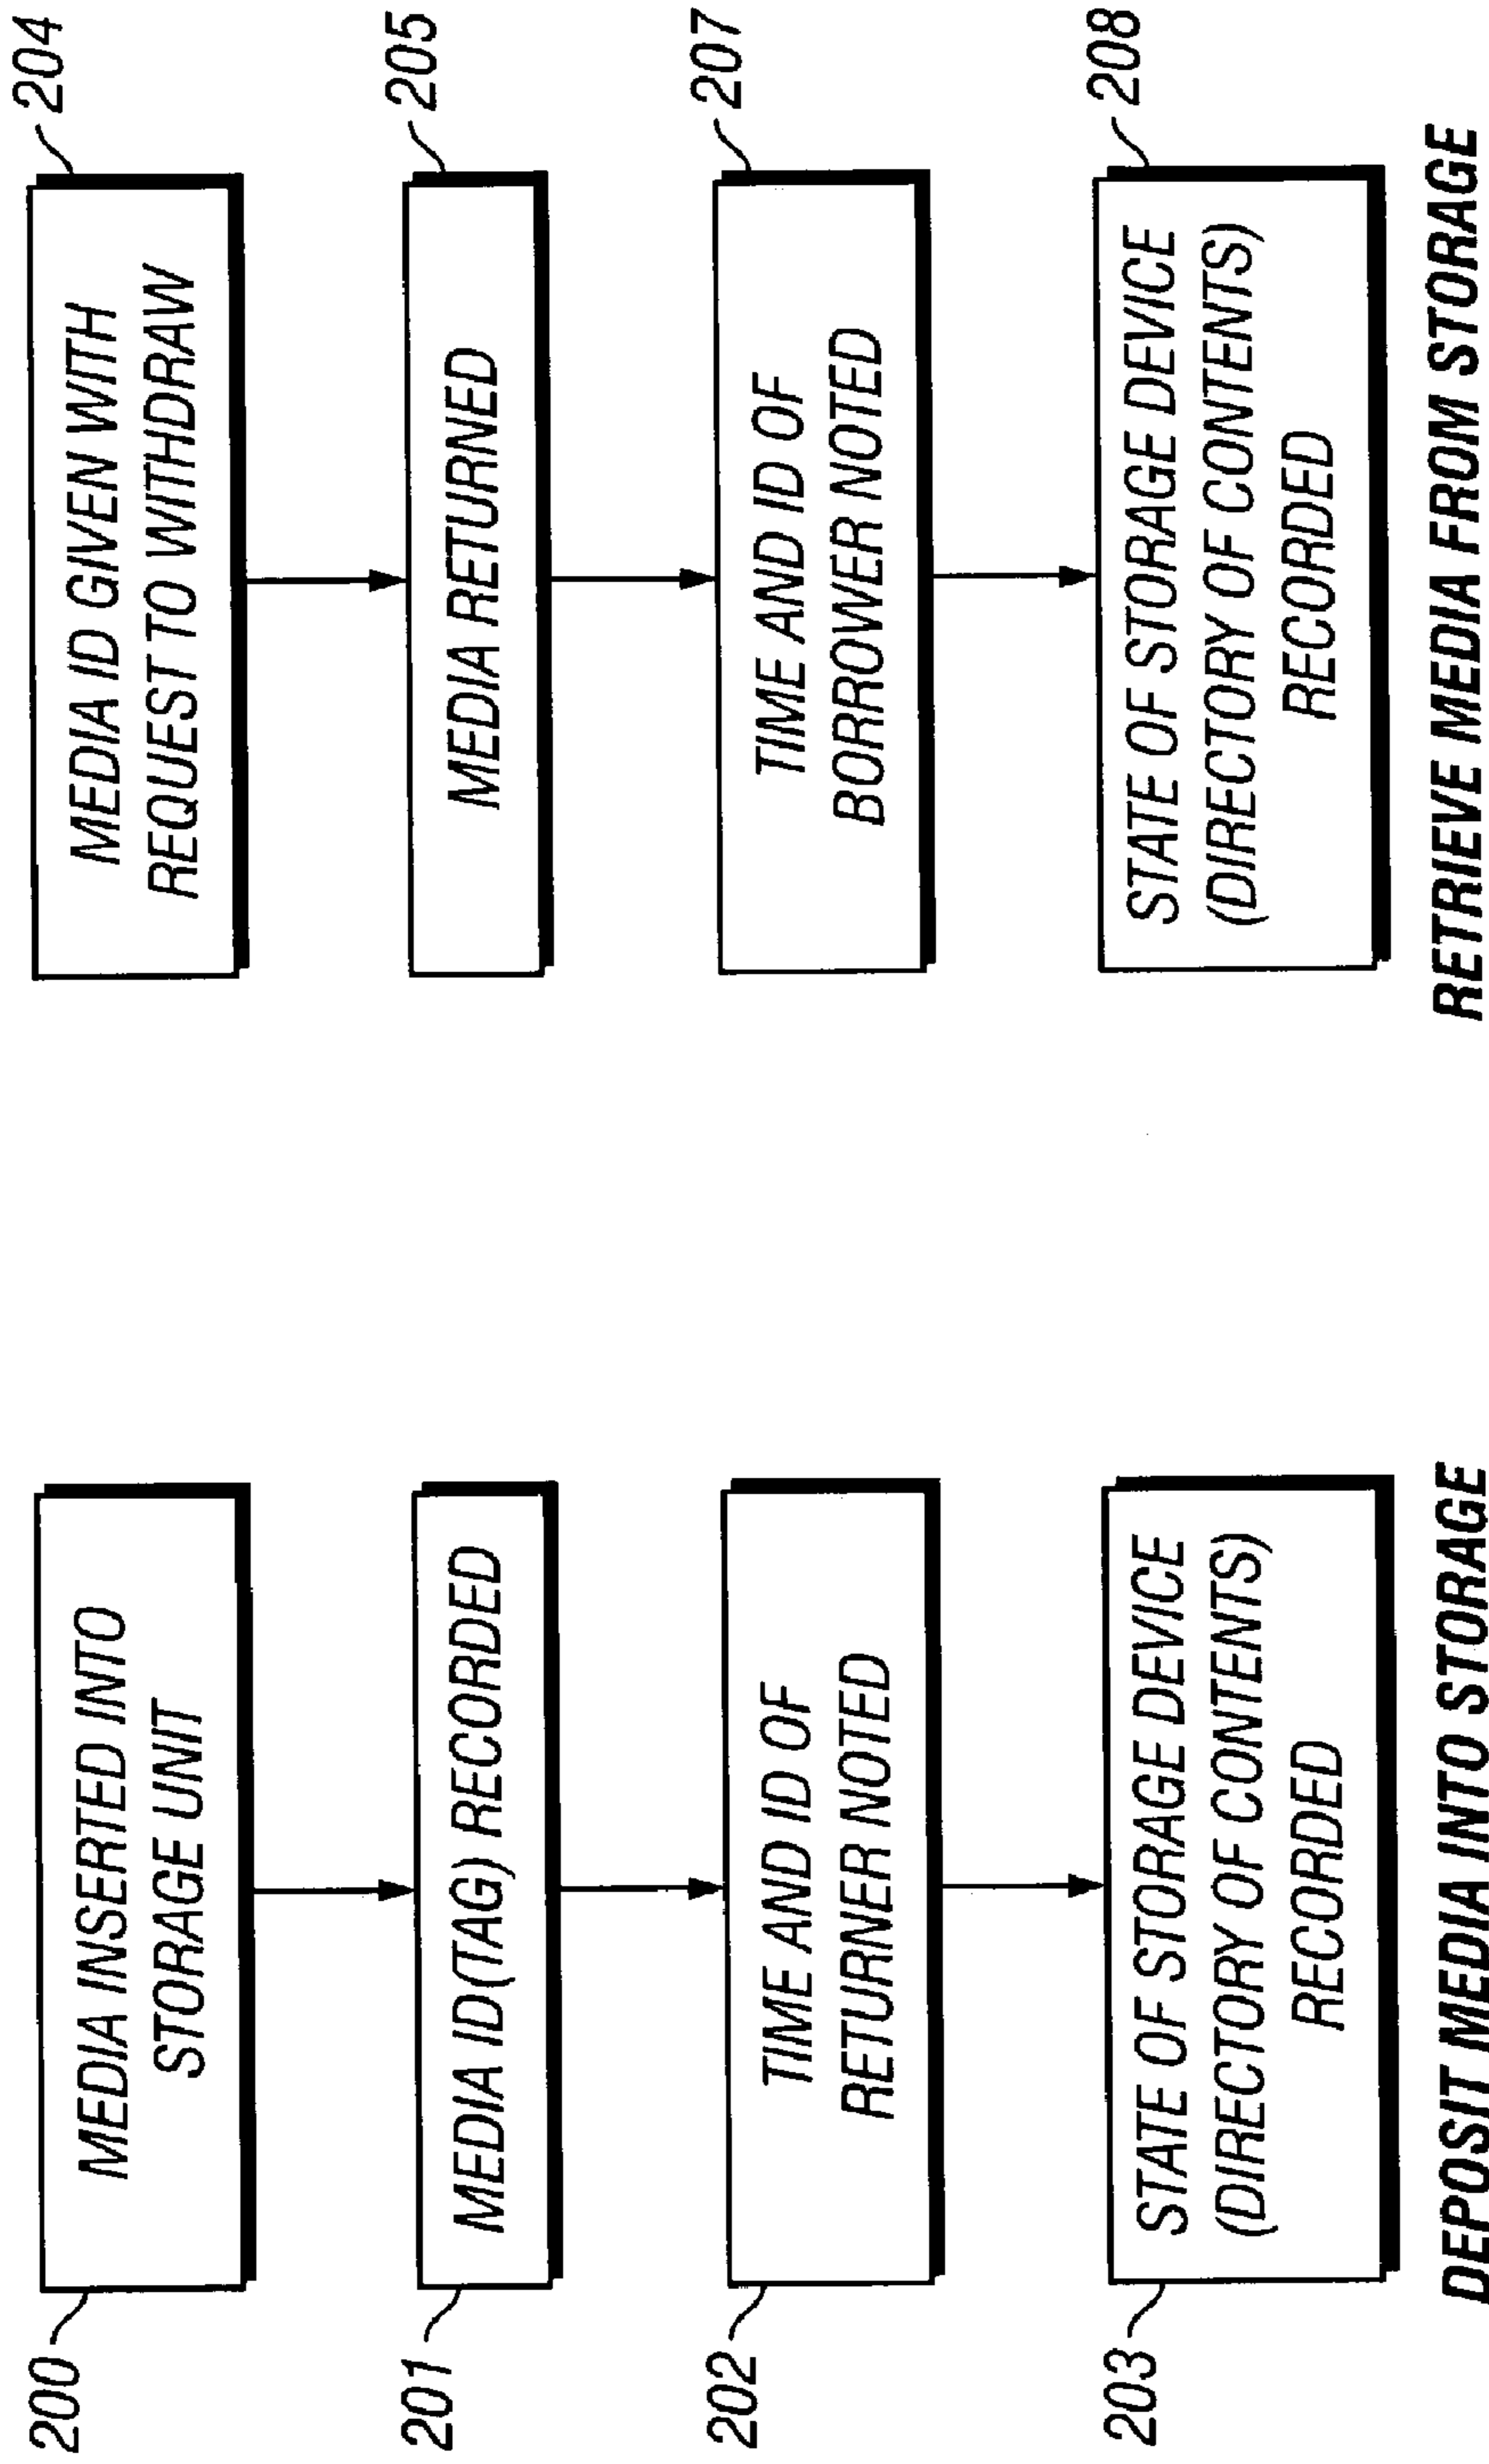 200
MEDIA INSERTED INTO
STORAGE UNIT
201
MEDIA ID(TAG) RECORDED
202
TIME AND ID OF
RETURNER NOTED
203
STATE OF STORAGE DEVICE
(DIRECTORY OF CONTENTS)
RECORDED
DEPOSIT MEDIA INTO STORAGE
204
MEDIA ID GIVEN WITH
REQUEST TO WITHDRAW
205
MEDIA RETURNED
207
TIME AND ID OF
BORROWER NOTED
208
STATE OF STORAGE DEVICE
(DIRECTORY OF CONTENTS)
RECORDED
RETRIEVE MEDIA FROM STORAGE